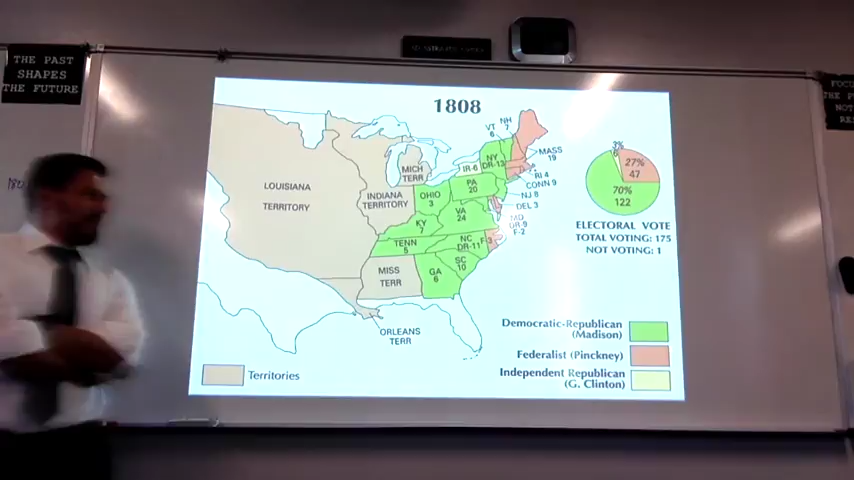 THE PAST
SHAPES
THE FUTURE
1808
VT
6
NH
7
MASS
19
MICH
TERR
IR-6
NY
DR-13
RI 4
CONN 9
3%
6
27%
47
70%
122
LOUISIANA
TERRITORY
INDIANA
TERRITORY
OHIO
3
PA
20
NJ 8
DEL 3
VA
24
MD
DR-9
F-2
KY
7
ELECTORAL VOTE
TOTAL VOTING: 175
NOT VOTING: 1
TENN
5
NC
DR-11
F-3
MISS
TERR
GA
6
SC
10
ORLEANS
TERR
Democratic-Republican
(Madison)
Federalist (Pinckney)
Independent Republican
(G. Clinton)
Territories